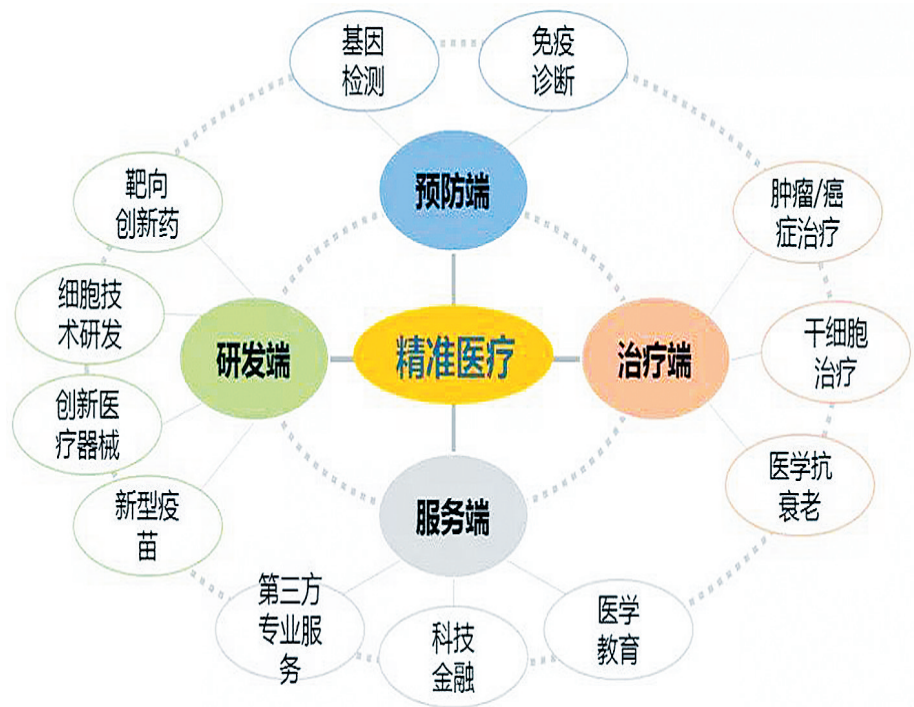 基因
检测
免疫
诊断
预防端
靶向
创新药
肿瘤/癌
症治疗
细胞技
术研发
干细胞
治疗
研发端
精准医疗
治疗端
创新医
疗器械
医学抗
衰老
新型疫
苗
服务端
第三方
专业服
务
科技
金融
医学
教育